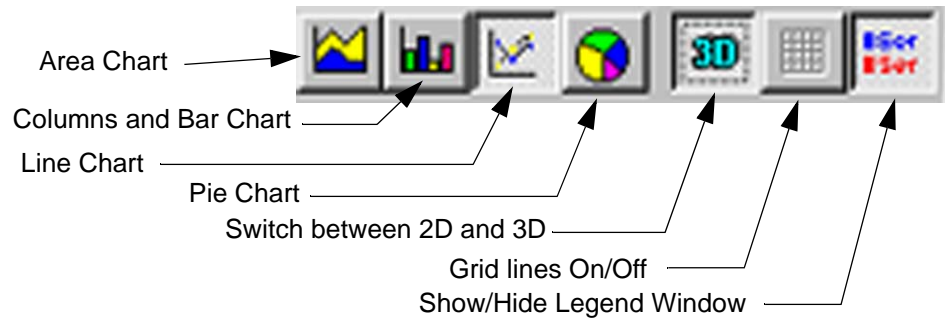 3D
Area Chart
Columns and Bar Chart
Line Chart
Pie Chart
Switch between 2D and 3D
Grid lines On/Off
Show/Hide Legend Window